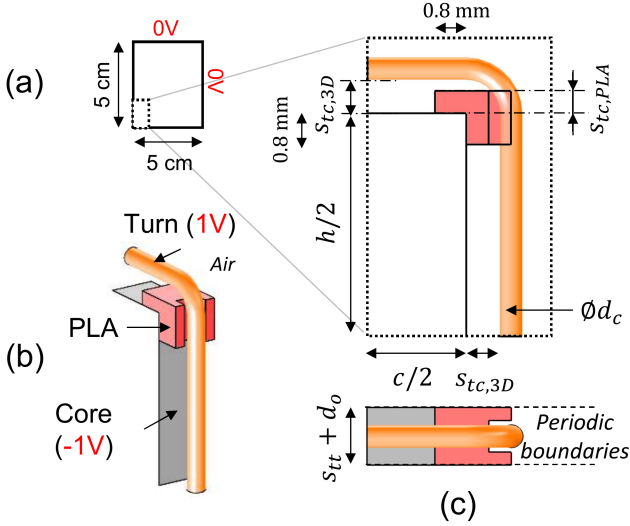 (a)
0V
0V
5 cm
5 cm
0.8 mm
s_{tc,3D}
s_{tc,PLA}
0.8 mm
h/2
Ød_c
c/2
s_{tc,3D}
(b)
Turn (1V)
Air
PLA
Core
(-1V)
s_{tt} + d_o
Periodic
boundaries
(c)